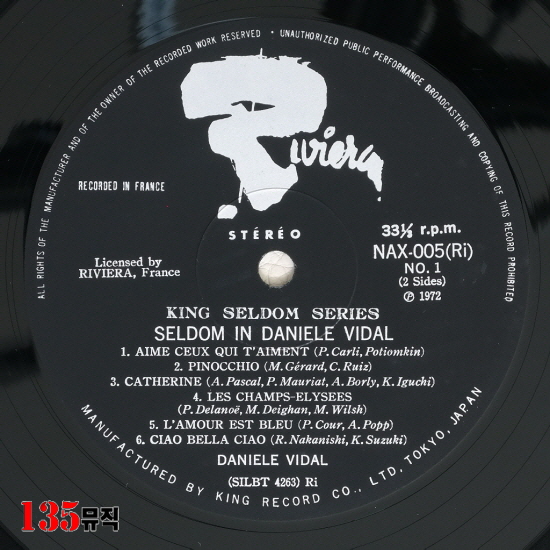 ALL RIGHTS OF THE MANUFACTURER AND OF THE OWNER OF THE RECORDED WORK RESERVED • UNAUTHORIZED PUBLIC PERFORMANCE BROADCASTING AND COPYING OF THIS RECORD PROHIBITED
Riviera
RECORDED IN FRANCE
STÉRÉO
33⅓ r.p.m.
NAX-005(Ri)
NO. 1
(2 Sides)
Ⓟ 1972
Licensed by
RIVIERA, France
KING SELDOM SERIES
SELDOM IN DANIELE VIDAL
1. AIME CEUX QUI T'AIMENT (P. Carli, Potiomkin)
2. PINOCCHIO (M. Gérard, C. Ruiz)
3. CATHERINE (A. Pascal, P. Mauriat, A. Borly, K. Iguchi)
4. LES CHAMPS-ELYSEES
(P. Delanoë, M. Deighan, M. Wilsh)
5. L'AMOUR EST BLEU (P. Cour, A. Popp)
6. CIAO BELLA CIAO (R. Nakanishi, K. Suzuki)
DANIELE VIDAL
(SILBT 4263) Ri
MANUFACTURED BY KING RECORD CO., LTD, TOKYO, JAPAN
135뮤직